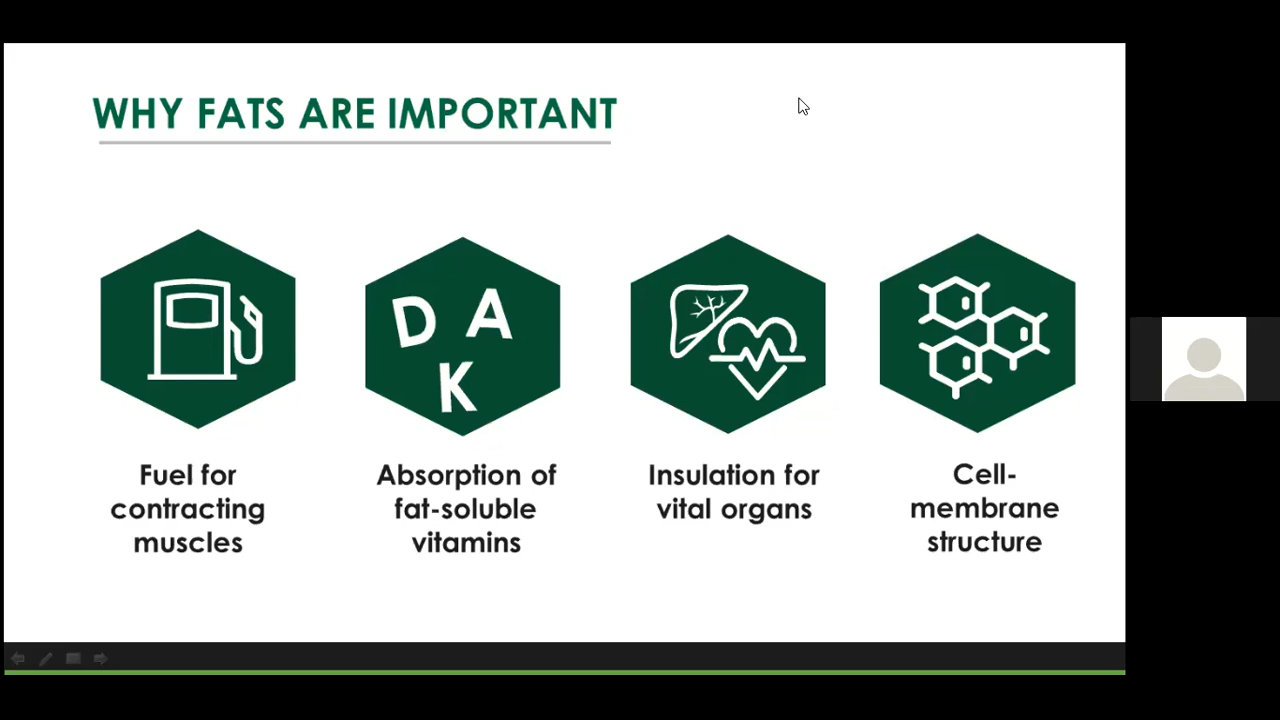 WHY FATS ARE IMPORTANT
D A
K
Fuel for
contracting
muscles
Absorption of
fat-soluble
vitamins
Insulation for
vital organs
Cell-
membrane
structure